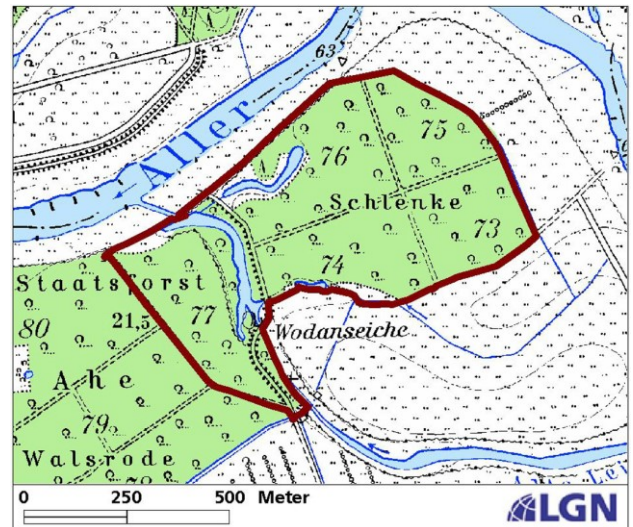 63
Aller
75
76
Schlenke
73
74
Staatsforst
77
21,5
80
Wodanseiche
Ahe
79
Walsrode
0 250 500 Meter
LGN